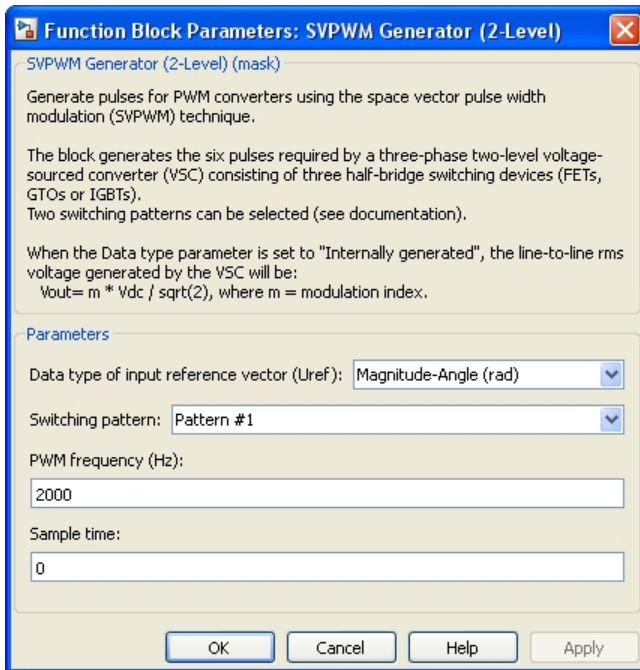 Function Block Parameters: SVPWM Generator (2-Level)
SVPWM Generator (2-Level) (mask)
Generate pulses for PWM converters using the space vector pulse width
modulation (SVPWM) technique.
The block generates the six pulses required by a three-phase two-level voltage-
sourced converter (VSC) consisting of three half-bridge switching devices (FETs,
GTOs or IGBTs).
Two switching patterns can be selected (see documentation).
When the Data type parameter is set to "Internally generated", the line-to-line rms
voltage generated by the VSC will be:
Vout= m * Vdc / sqrt(2), where m = modulation index.
Parameters
Data type of input reference vector (Uref): Magnitude-Angle (rad)
Switching pattern: Pattern #1
PWM frequency (Hz):
2000
Sample time:
0
OK Cancel Help Apply